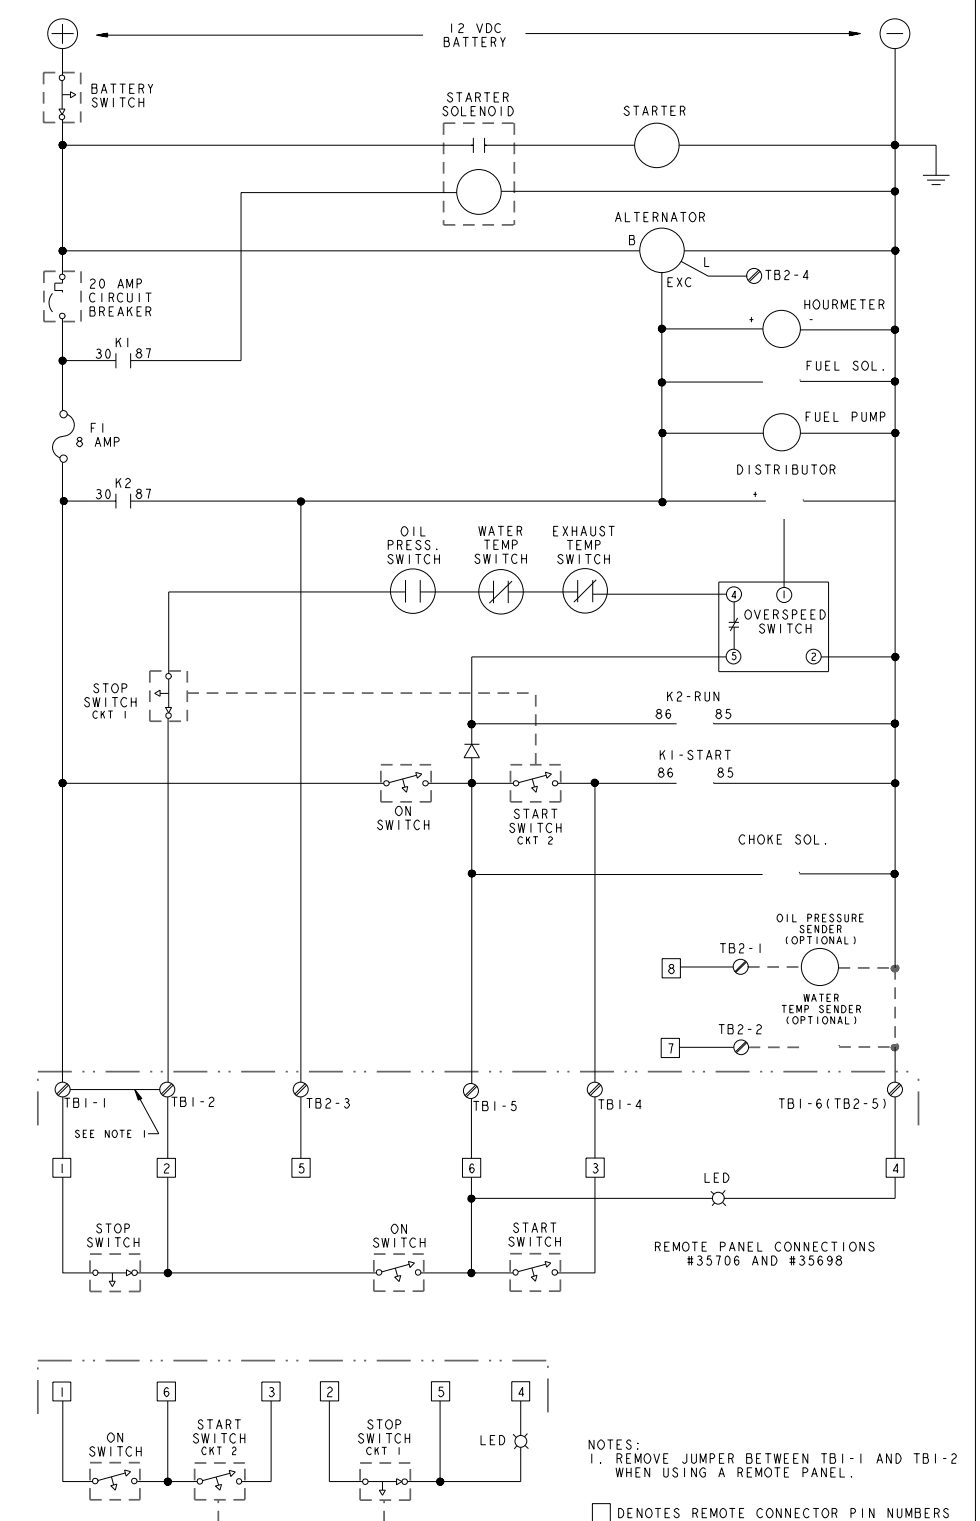 12 VDC
BATTERY
BATTERY
SWITCH
STARTER
SOLENOID
STARTER
ALTERNATOR
B
L
TB2-4
EXC
20 AMP
CIRCUIT
BREAKER
HOURMETER
+ -
K1
30 87
FUEL SOL.
F1
8 AMP
FUEL PUMP
DISTRIBUTOR
+
K2
30 87
OIL
PRESS.
SWITCH
WATER
TEMP
SWITCH
EXHAUST
TEMP
SWITCH
4 1
OVERSPEED
SWITCH
5 2
STOP
SWITCH
CKT 1
K2-RUN
86 85
K1-START
86 85
ON
SWITCH
START
SWITCH
CKT 2
CHOKE SOL.
OIL PRESSURE
SENDER
(OPTIONAL)
TB2-1
8
WATER
TEMP SENDER
(OPTIONAL)
TB2-2
7
TB1-1 TB1-2 TB2-3 TB1-5 TB1-4 TB1-6(TB2-5)
SEE NOTE 1
1 2 5 6 3 4
LED
STOP
SWITCH
ON
SWITCH
START
SWITCH
REMOTE PANEL CONNECTIONS
#35706 AND #35698
1 6 3 2 5 4
ON
SWITCH
START
SWITCH
CKT 2
STOP
SWITCH
CKT 1
LED
NOTES:
1. REMOVE JUMPER BETWEEN TB1-1 AND TB1-2
WHEN USING A REMOTE PANEL.
DENOTES REMOTE CONNECTOR PIN NUMBERS